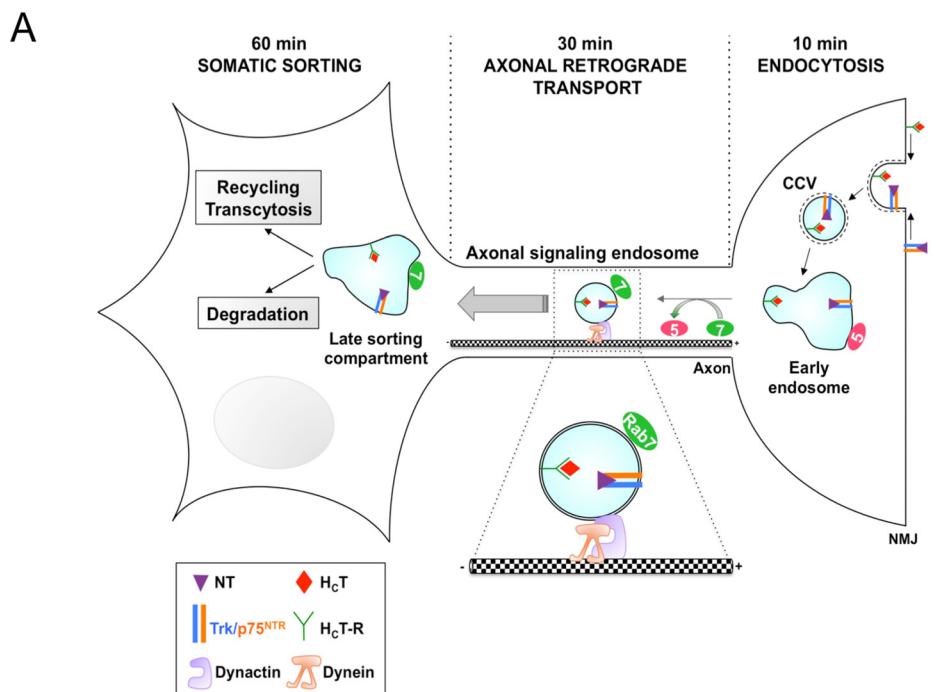 A
60 min
SOMATIC SORTING
30 min
AXONAL RETROGRADE
TRANSPORT
10 min
ENDOCYTOSIS
Recycling
Transcytosis
Degradation
7
Late sorting
compartment
Axonal signaling endosome
7
5
7
-
+
Axon
CCV
5
Early
endosome
NMJ
Rab7
-
+
NT
HCT
Trk/p75NTR
HCT-R
Dynactin
Dynein